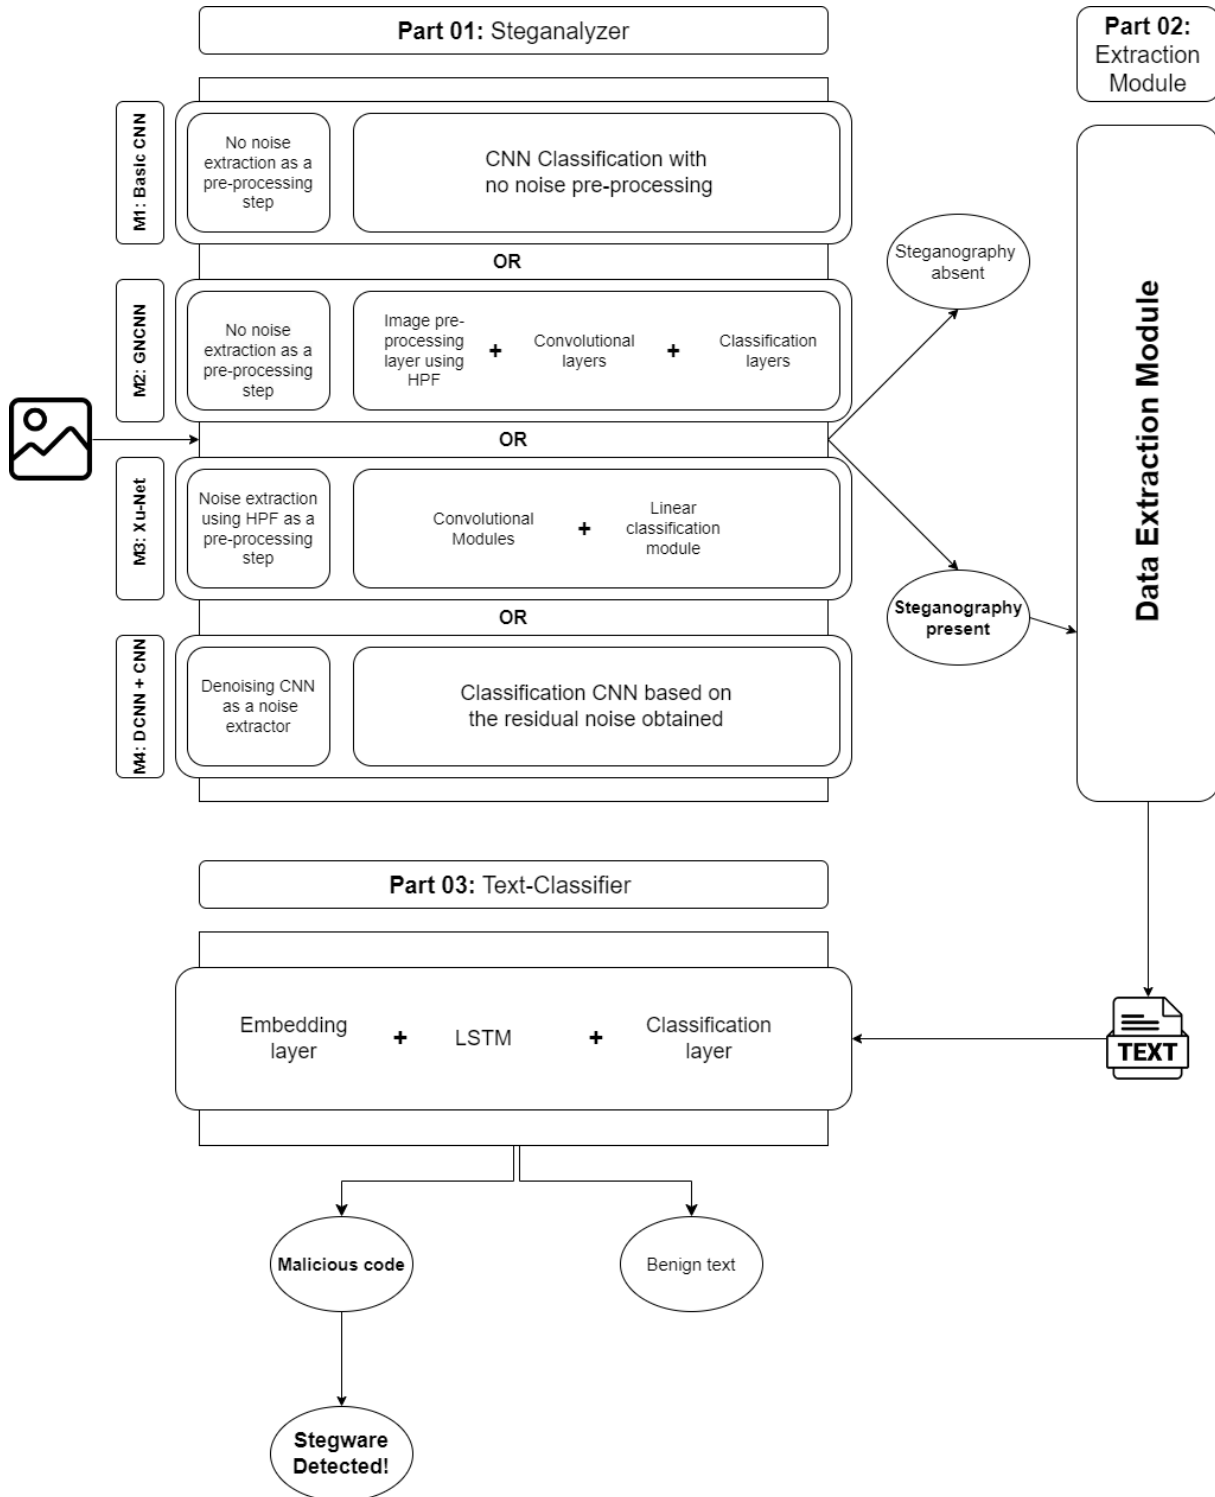 Part 01: Steganalyzer
Part 02:
Extraction
Module
M1: Basic CNN
No noise
extraction as a
pre-processing
step
CNN Classification with
no noise pre-processing
OR
M2: GNCNN
No noise
extraction as a
pre-processing
step
Image pre-
processing
layer using
HPF
+
Convolutional
layers
+
Classification
layers
OR
M3: Xu-Net
Noise extraction
using HPF as a
pre-processing
step
Convolutional
Modules
+
Linear
classification
module
OR
M4: DCNN + CNN
Denoising CNN
as a noise
extractor
Classification CNN based on
the residual noise obtained
Steganography
absent
Steganography
present
Data Extraction Module
TEXT
Part 03: Text-Classifier
Embedding
layer
+
LSTM
+
Classification
layer
Malicious code
Benign text
Stegware
Detected!